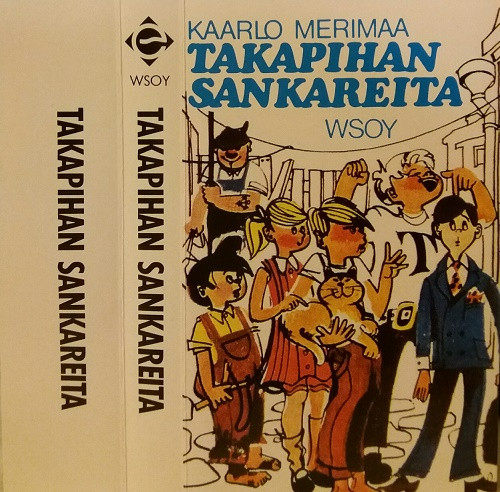 TAKAPIHAN SANKAREITA
WSOY
TAKAPIHAN SANKAREITA
KAARLO MERIMAA
TAKAPIHAN
SANKAREITA
WSOY
T